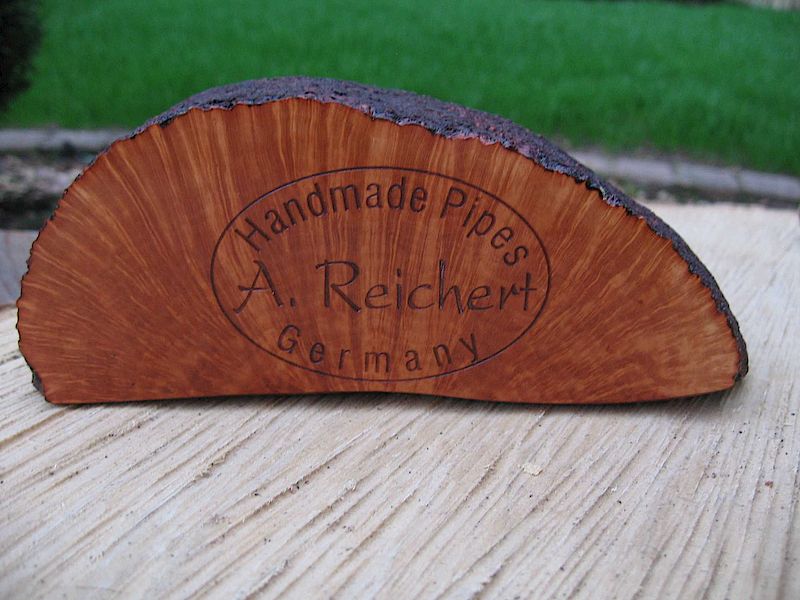 Handmade Pipes
A. Reichert
Germany